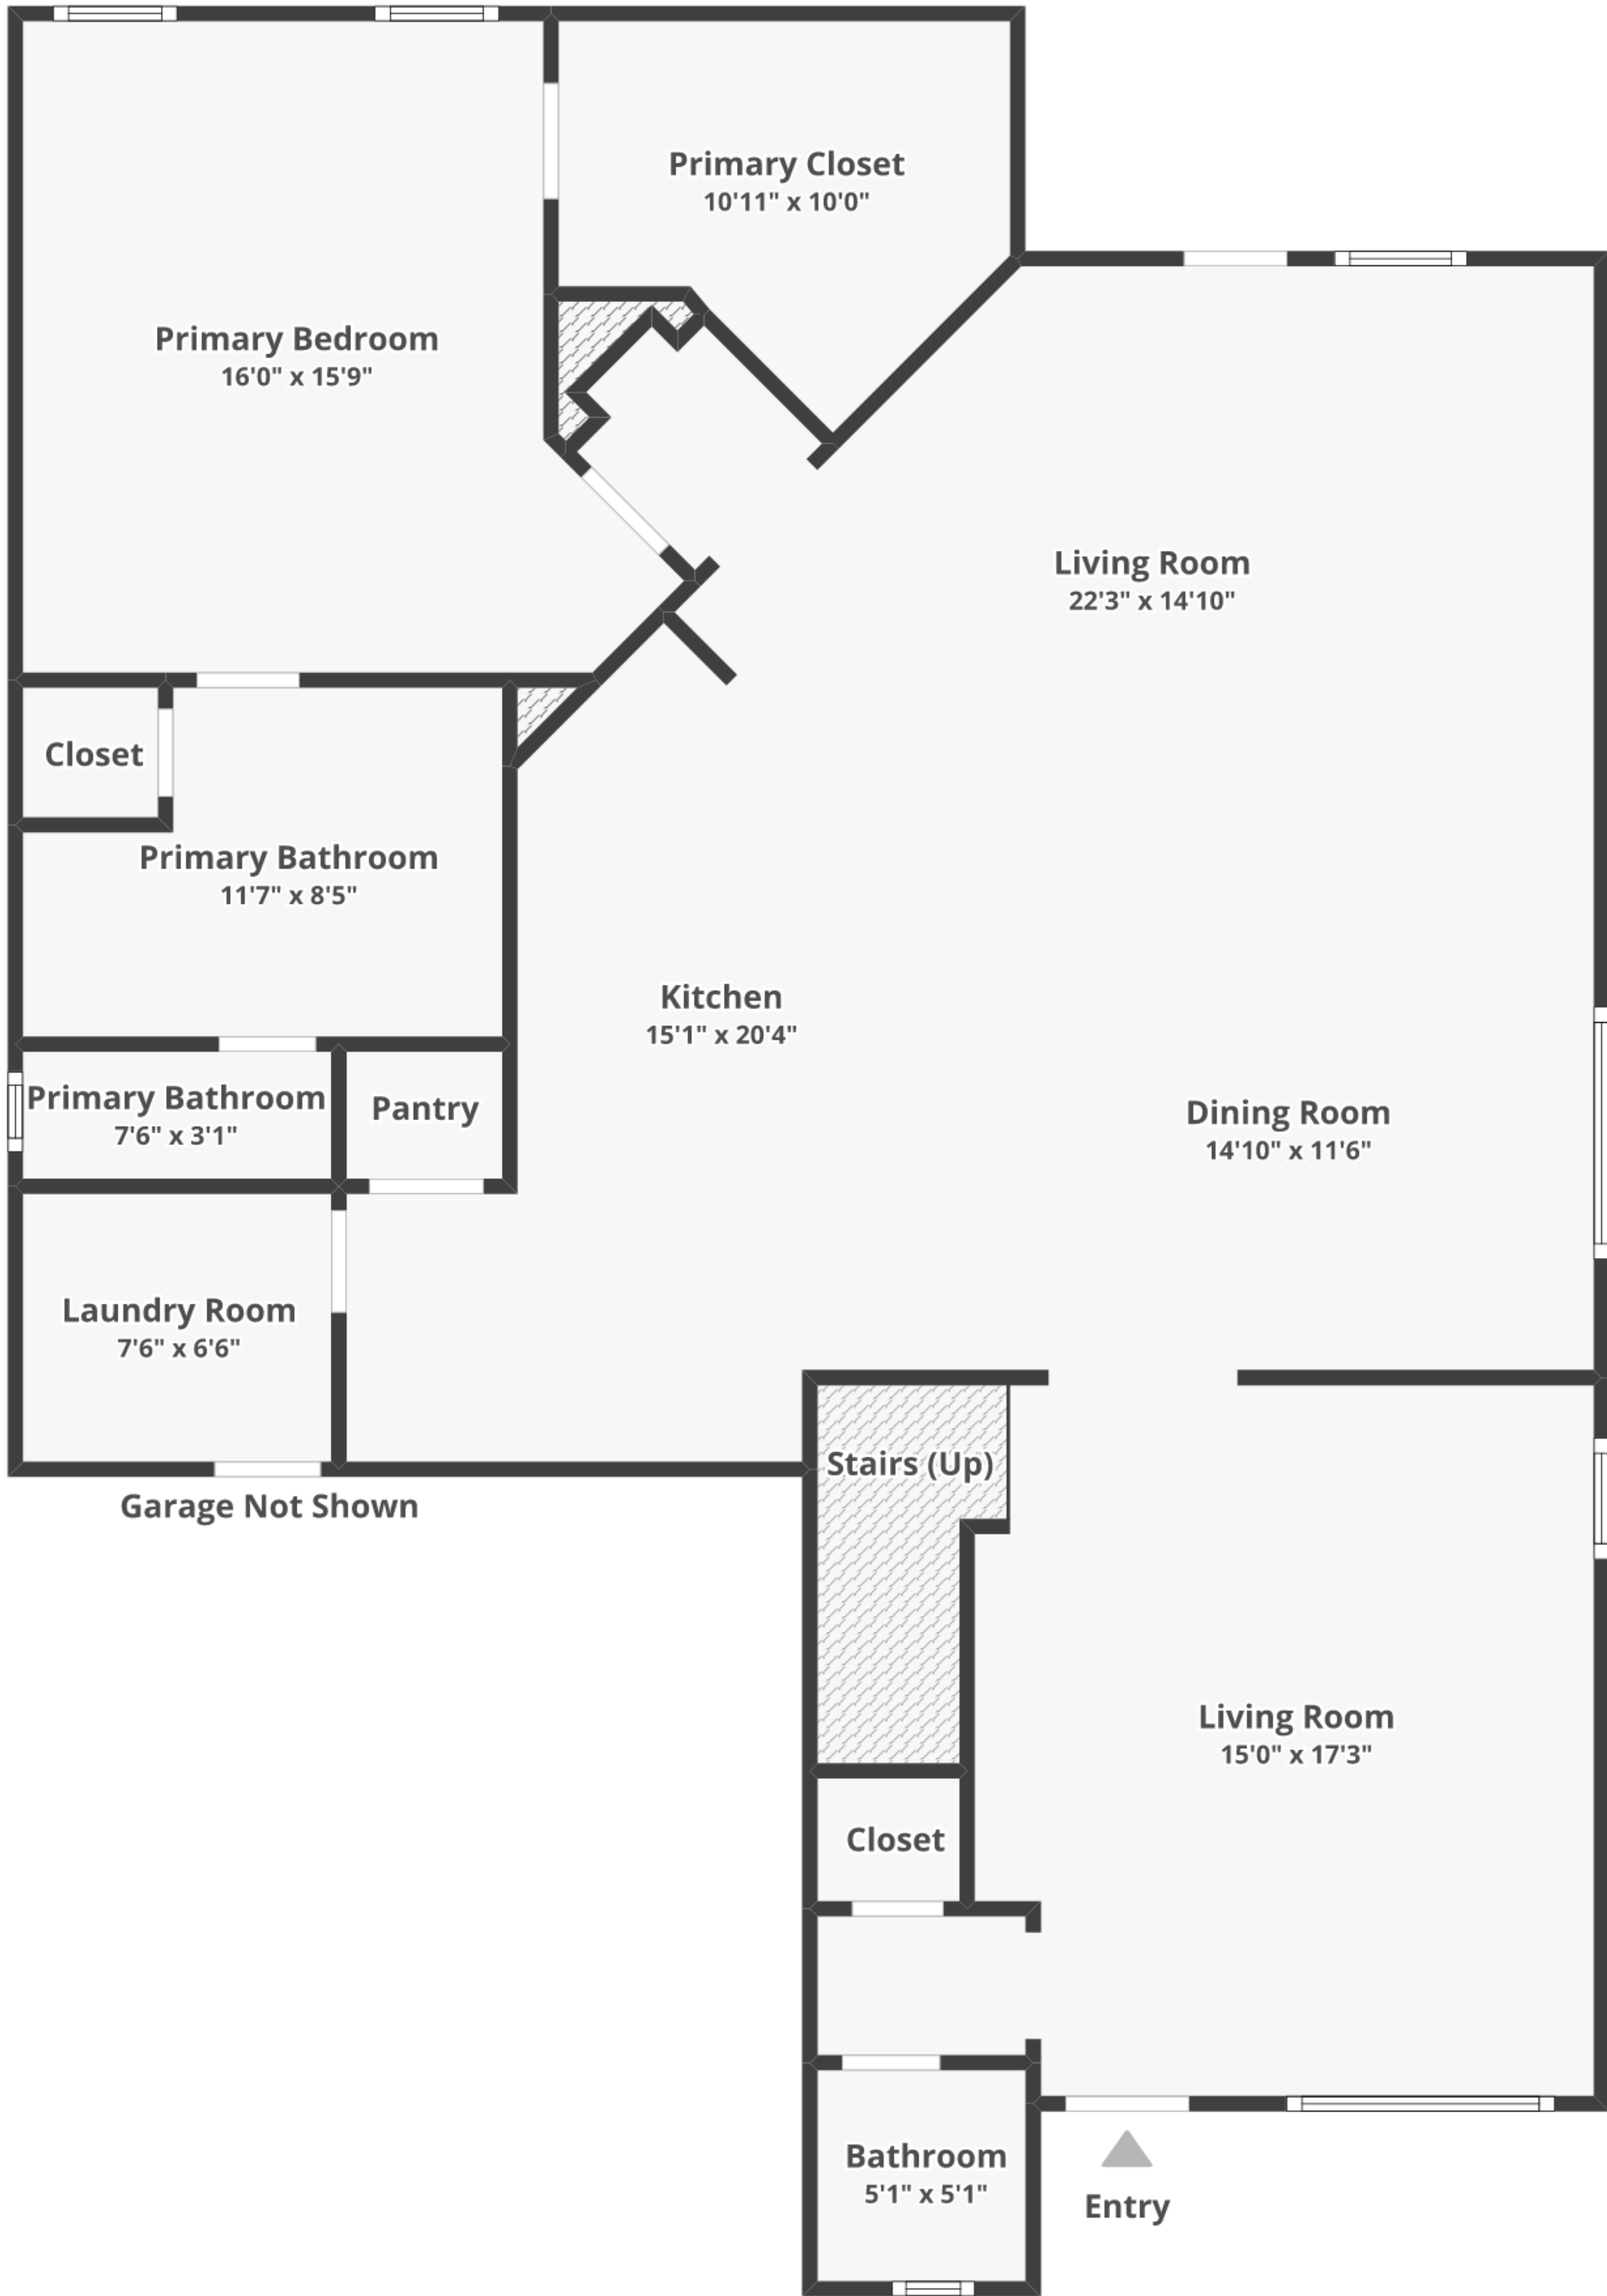 Primary Closet
10'11" x 10'0"
Primary Bedroom
16'0" x 15'9"
Living Room
22'3" x 14'10"
Closet
Primary Bathroom
11'7" x 8'5"
Kitchen
15'1" x 20'4"
Primary Bathroom
7'6" x 3'1"
Pantry
Dining Room
14'10" x 11'6"
Laundry Room
7'6" x 6'6"
Stairs (Up)
Garage Not Shown
Living Room
15'0" x 17'3"
Closet
Bathroom
5'1" x 5'1"
Entry